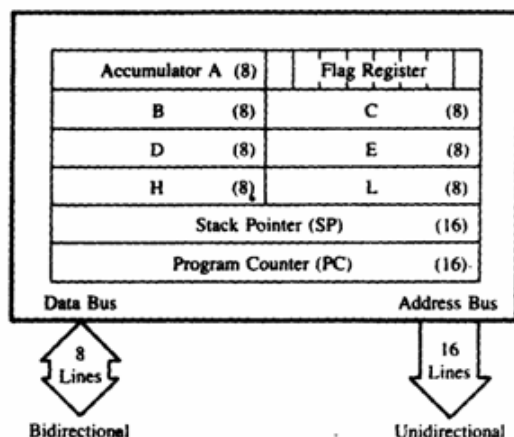 Accumulator A (8) Flag Register
B (8) C (8)
D (8) E (8)
H (8) L (8)
Stack Pointer (SP) (16)
Program Counter (PC) (16)
Data Bus Address Bus
8 Lines 16 Lines
Bidirectional Unidirectional